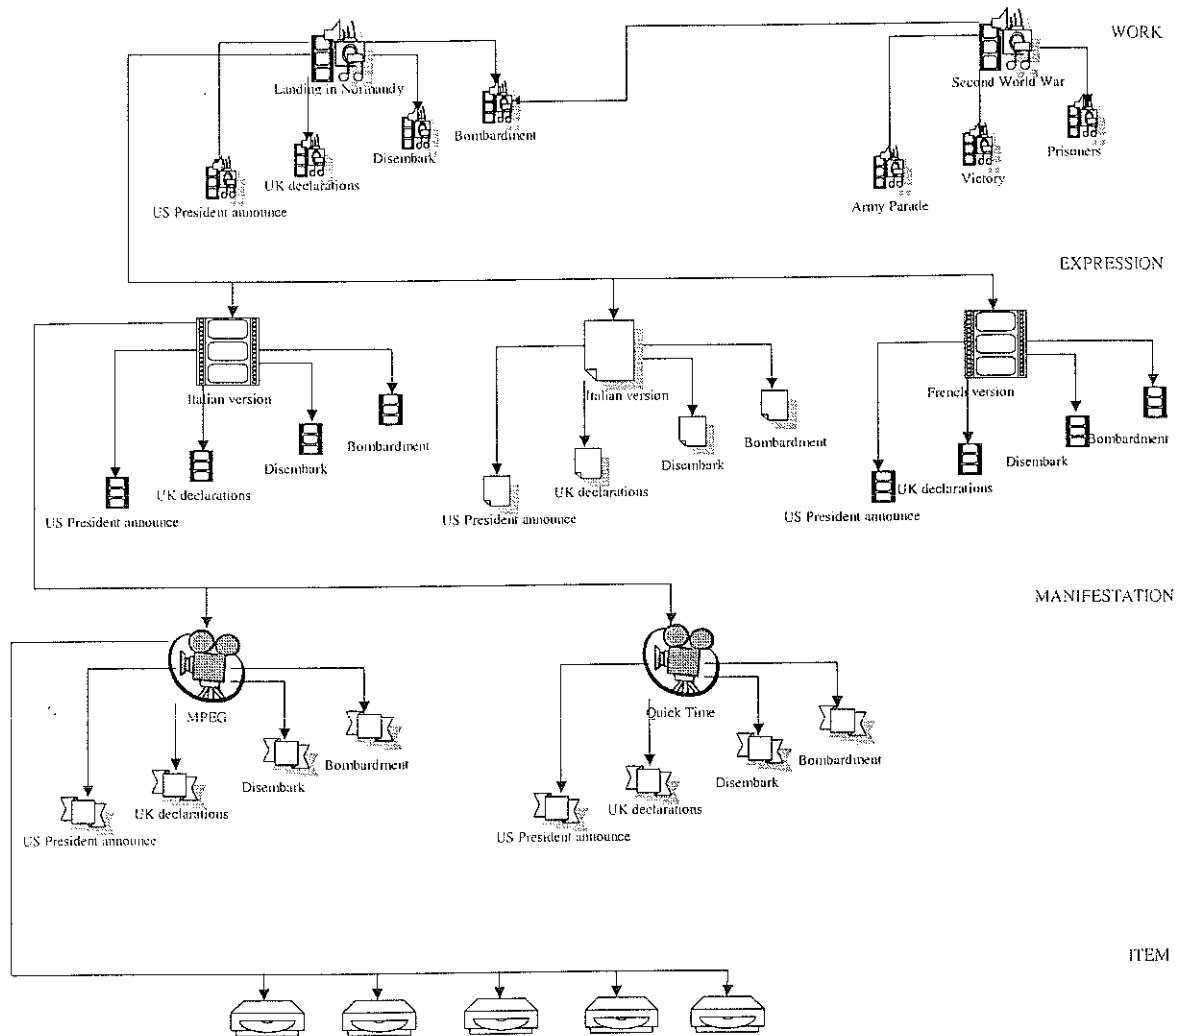 WORK
Landing in Normandy
Second World War
Bombardment
Disembark
Prisoners
UK declarations
Victory
US President announce
Army Parade
EXPRESSION
Italian version
Italian version
French version
Bombardment
Bombardment
Bombardment
Disembark
Disembark
Disembark
UK declarations
UK declarations
UK declarations
US President announce
US President announce
US President announce
MANIFESTATION
MPEG
Quick Time
Bombardment
Bombardment
Disembark
Disembark
UK declarations
UK declarations
US President announce
US President announce
ITEM